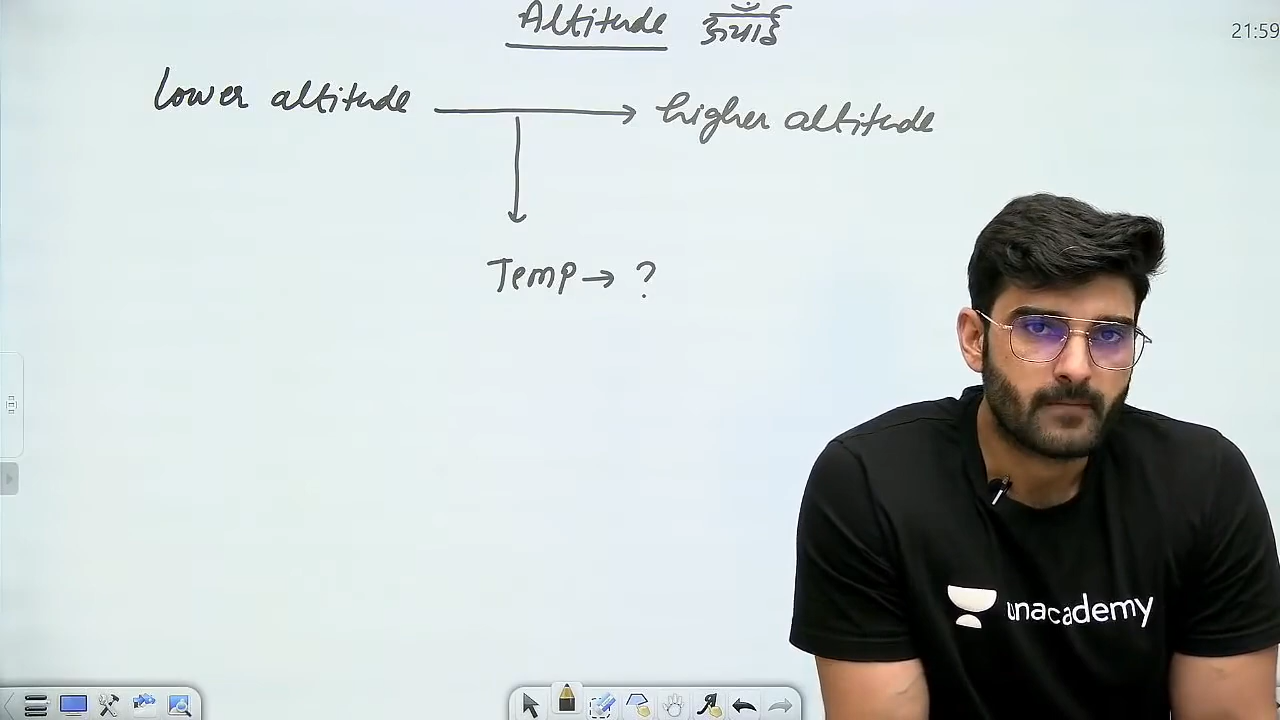 Altitude ऊँचाई
21:59
lower altitude → higher altitude
Temp → ?
unacademy